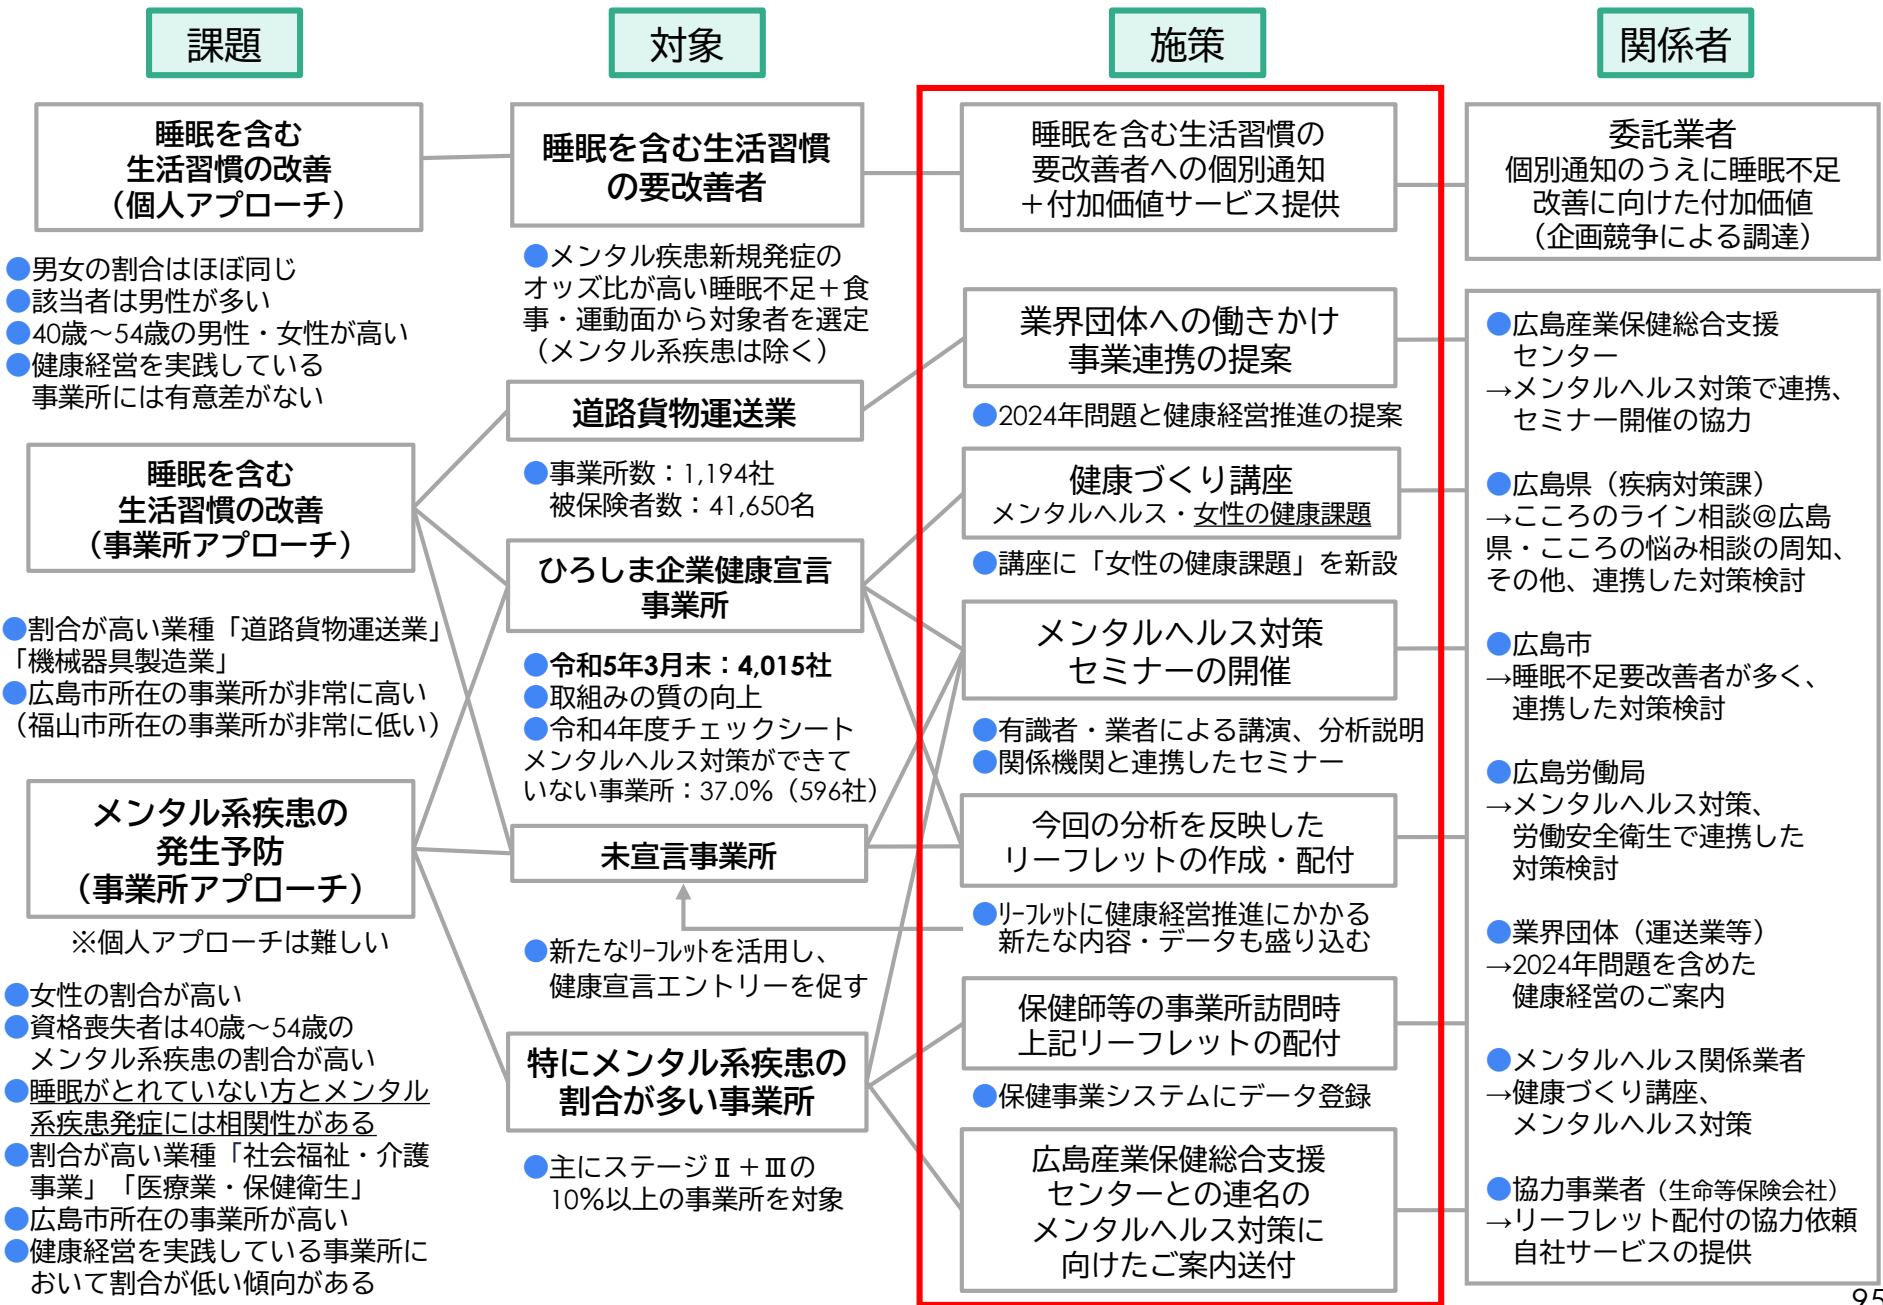 課題
対象
施策
関係者
睡眠を含む
生活習慣の改善
（個人アプローチ）
●男女の割合はほぼ同じ
●該当者は男性が多い
●40歳～54歳の男性・女性が高い
●健康経営を実践している
事業所には有意差がない
睡眠を含む
生活習慣の改善
（事業所アプローチ）
●割合が高い業種「道路貨物運送業」
「機械器具製造業」
●広島市所在の事業所が非常に高い
（福山市所在の事業所が非常に低い）
メンタル系疾患の
発生予防
（事業所アプローチ）
※個人アプローチは難しい
●女性の割合が高い
●資格喪失者は40歳～54歳の
メンタル系疾患の割合が高い
●睡眠がとれていない方とメンタル
系疾患発症には相関性がある
●割合が高い業種「社会福祉・介護
事業」「医療業・保健衛生」
●広島市所在の事業所が高い
●健康経営を実践している事業所に
おいて割合が低い傾向がある
睡眠を含む生活習慣
の要改善者
●メンタル疾患新規発症の
オッズ比が高い睡眠不足＋食
事・運動面から対象者を選定
（メンタル系疾患は除く）
道路貨物運送業
●事業所数：1,194社
被保険者数：41,650名
ひろしま企業健康宣言
事業所
●令和5年3月末：4,015社
●取組みの質の向上
●令和4年度チェックシート
メンタルヘルス対策ができて
いない事業所：37.0％（596社）
未宣言事業所
●新たなﾘｰﾌﾚｯﾄを活用し、
健康宣言エントリーを促す
特にメンタル系疾患の
割合が多い事業所
●主にステージⅡ＋Ⅲの
10％以上の事業所を対象
睡眠を含む生活習慣の
要改善者への個別通知
＋付加価値サービス提供
業界団体への働きかけ
事業連携の提案
●2024年問題と健康経営推進の提案
健康づくり講座
メンタルヘルス・女性の健康課題
●講座に「女性の健康課題」を新設
メンタルヘルス対策
セミナーの開催
●有識者・業者による講演、分析説明
●関係機関と連携したセミナー
今回の分析を反映した
リーフレットの作成・配付
●ﾘｰﾌﾚｯﾄに健康経営推進にかかる
新たな内容・データも盛り込む
保健師等の事業所訪問時
上記リーフレットの配付
●保健事業システムにデータ登録
広島産業保健総合支援
センターとの連名の
メンタルヘルス対策に
向けたご案内送付
委託業者
個別通知のうえに睡眠不足
改善に向けた付加価値
（企画競争による調達）
●広島産業保健総合支援
センター
→メンタルヘルス対策で連携、
セミナー開催の協力
●広島県（疾病対策課）
→こころのライン相談@広島
県・こころの悩み相談の周知、
その他、連携した対策検討
●広島市
→睡眠不足要改善者が多く、
連携した対策検討
●広島労働局
→メンタルヘルス対策、
労働安全衛生で連携した
対策検討
●業界団体（運送業等）
→2024年問題を含めた
健康経営のご案内
●メンタルヘルス関係業者
→健康づくり講座、
メンタルヘルス対策
●協力事業者（生命等保険会社）
→リーフレット配付の協力依頼
自社サービスの提供
95